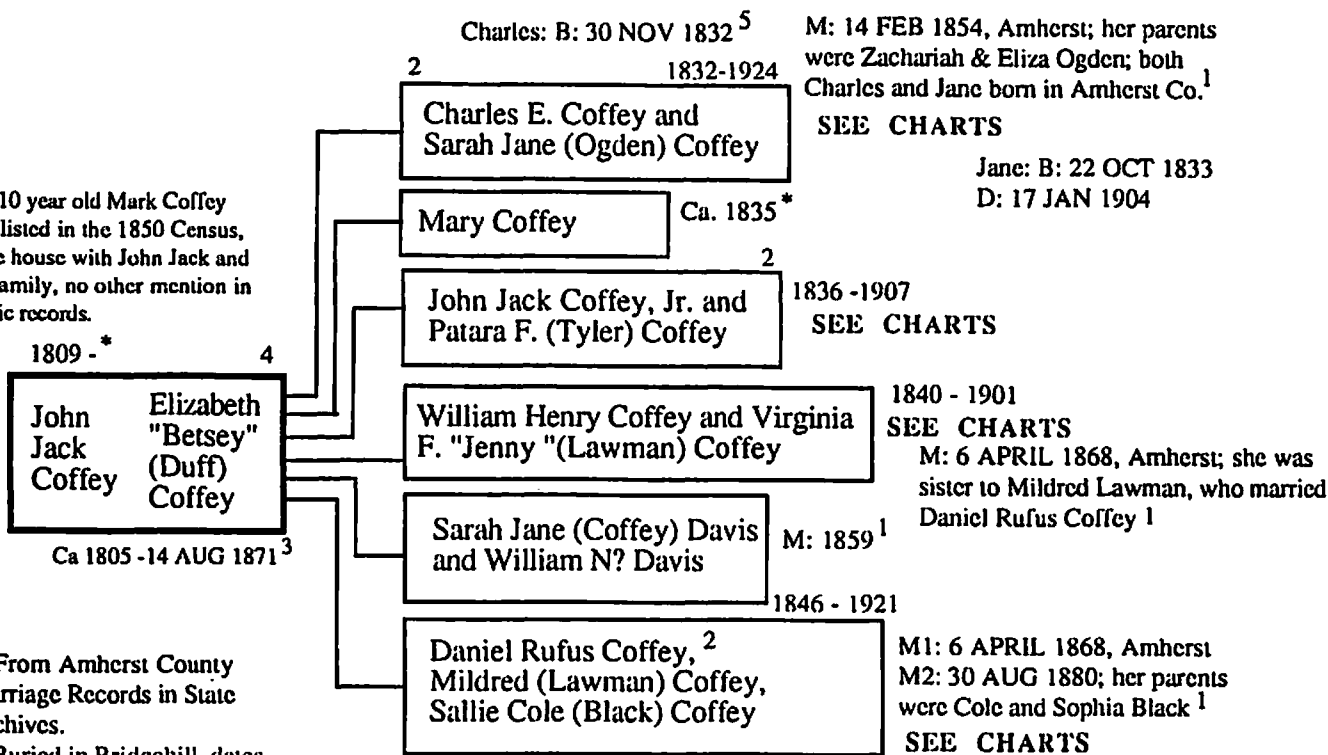 Charles: B: 30 NOV 1832 5
M: 14 FEB 1854, Amherst; her parents
were Zachariah & Eliza Ogden; both
Charles and Jane born in Amherst Co.1
SEE CHARTS
Jane: B: 22 OCT 1833
D: 17 JAN 1904
2
1832-1924
Charles E. Coffey and
Sarah Jane (Ogden) Coffey
10 year old Mark Coffey
listed in the 1850 Census,
house with John Jack and
family, no other mention in
records.
Mary Coffey
Ca. 1835*
2
John Jack Coffey, Jr. and
Patara F. (Tyler) Coffey
1836 -1907
SEE CHARTS
1809 - *
4
John
Jack
Coffey
Elizabeth
"Betsey"
(Duff)
Coffey
Ca 1805 -14 AUG 1871 3
William Henry Coffey and Virginia
F. "Jenny "(Lawman) Coffey
1840 - 1901
SEE CHARTS
M: 6 APRIL 1868, Amherst; she was
sister to Mildred Lawman, who married
Daniel Rufus Coffey 1
Sarah Jane (Coffey) Davis
and William N? Davis
M: 1859 1
1846 - 1921
Daniel Rufus Coffey, 2
Mildred (Lawman) Coffey,
Sallie Cole (Black) Coffey
M1: 6 APRIL 1868, Amherst
M2: 30 AUG 1880; her parents
were Cole and Sophia Black 1
SEE CHARTS
From Amherst County
Records in State
Buried in Bridgehill, dates